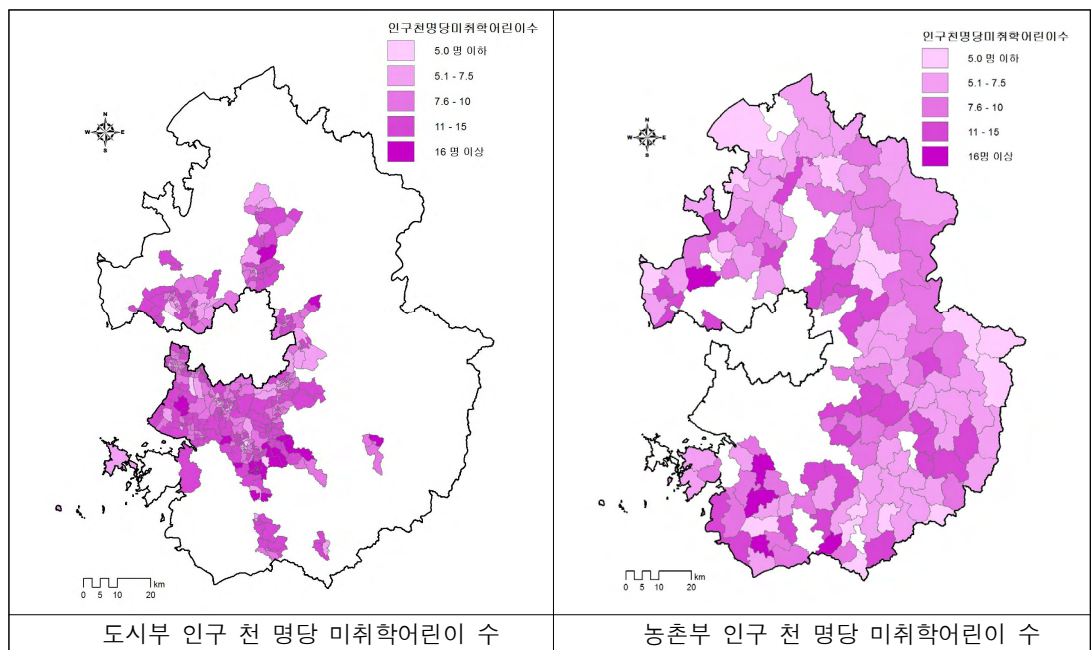 인구천명당미취학어린이수
5.0 명 이하
5.1 - 7.5
7.6 - 10
11 - 15
16 명 이상
N
W E
S
0 5 10 20
km
도시부 인구 천 명당 미취학어린이 수
인구천명당미취학어린이수
5.0 명 이하
5.1 - 7.5
7.6 - 10
11 - 15
16명 이상
N
W E
S
0 5 10 20
km
농촌부 인구 천 명당 미취학어린이 수